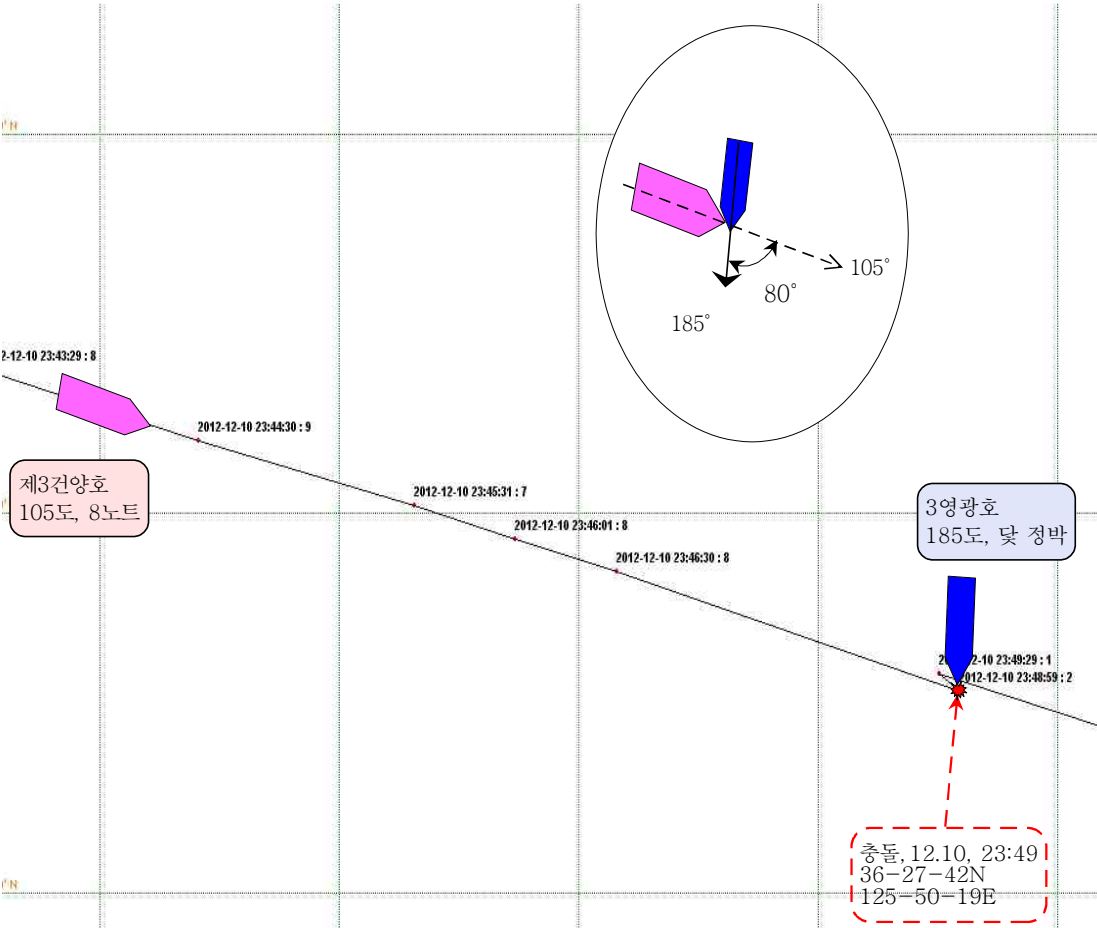 2-12-10 23:43:29 : 8
2012-12-10 23:44:30 : 9
2012-12-10 23:45:31 : 7
2012-12-10 23:46:01 : 8
2012-12-10 23:46:30 : 8
105°
80°
185°
제3건양호
105도, 8노트
3영광호
185도, 닻 정박
2-10 23:49:29 : 1
012-12-10 23:48:59 : 2
충돌, 12.10, 23:49
36-27-42N
125-50-19E